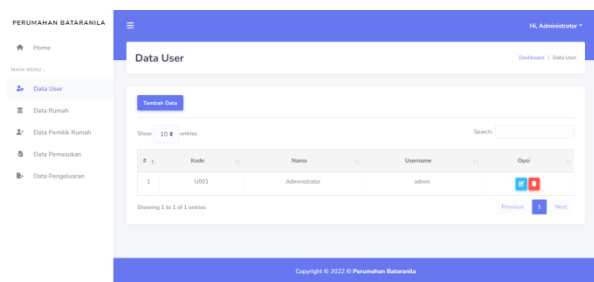 PERUMAHAN BATARANILA
Hi, Administrator
Home
Data User
Dashboard / Data User
MAIN MENU :
Data User
Data Rumah
Data Pemilik Rumah
Data Pemasukan
Data Pengeluaran
Tambah Data
Show 10 entries
Search:
# Kode Nama Username Opsi
1 U001 Administrator admin
Showing 1 to 1 of 1 entries
Previous 1 Next
Copyright © 2022 © Perumahan Bataranila